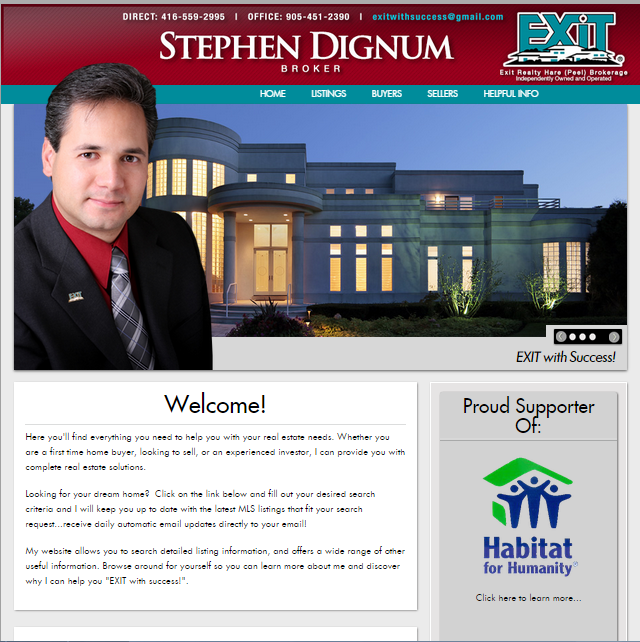 DIRECT: 416-559-2995 | OFFICE: 905-451-2390 | exitwithsuccess@gmail.com
STEPHEN DIGNUM
BROKER
EXiT
Exit Realty Hare (Peel) Brokerage
Independently Owned and Operated
HOME LISTINGS BUYERS SELLERS HELPFUL INFO
EXIT with Success!
Welcome!
Here you'll find everything you need to help you with your real estate needs. Whether you
are a first time home buyer, looking to sell, or an experienced investor, I can provide you with
complete real estate solutions.
Looking for your dream home? Click on the link below and fill out your desired search
criteria and I will keep you up to date with the latest MLS listings that fit your search
request...receive daily automatic email updates directly to your email!
My website allows you to search detailed listing information, and offers a wide range of other
useful information. Browse around for yourself so you can learn more about me and discover
why I can help you "EXIT with success!".
Proud Supporter
Of:
Habitat
for Humanity®
Click here to learn more...